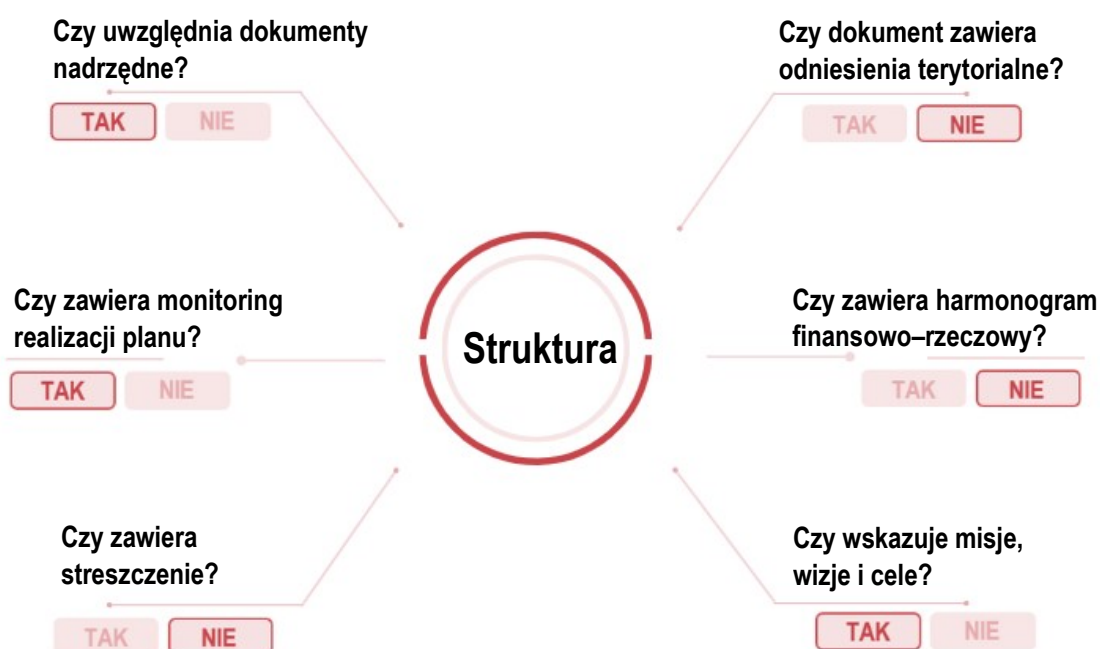 Czy uwzględnia dokumenty
nadrzędne?
TAK NIE
Czy dokument zawiera
odniesienia terytorialne?
TAK NIE
Czy zawiera monitoring
realizacji planu?
TAK NIE
Struktura
Czy zawiera harmonogram
finansowo–rzeczowy?
TAK NIE
Czy zawiera
streszczenie?
TAK NIE
Czy wskazuje misje,
wizje i cele?
TAK NIE